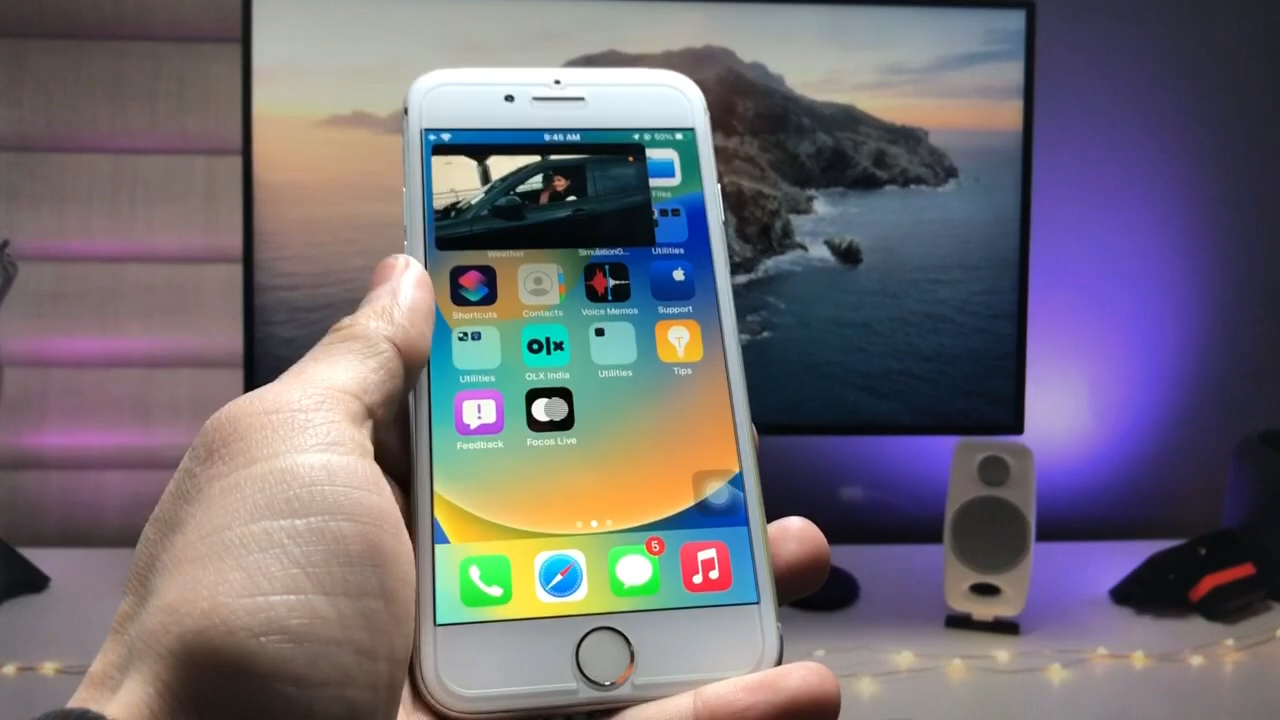 9:45 AM
50%
Files
Weather
SimulationG...
Utilities
Shortcuts
Contacts
Voice Memos
Support
Utilities
OLX India
Utilities
Tips
Feedback
Focos Live
5